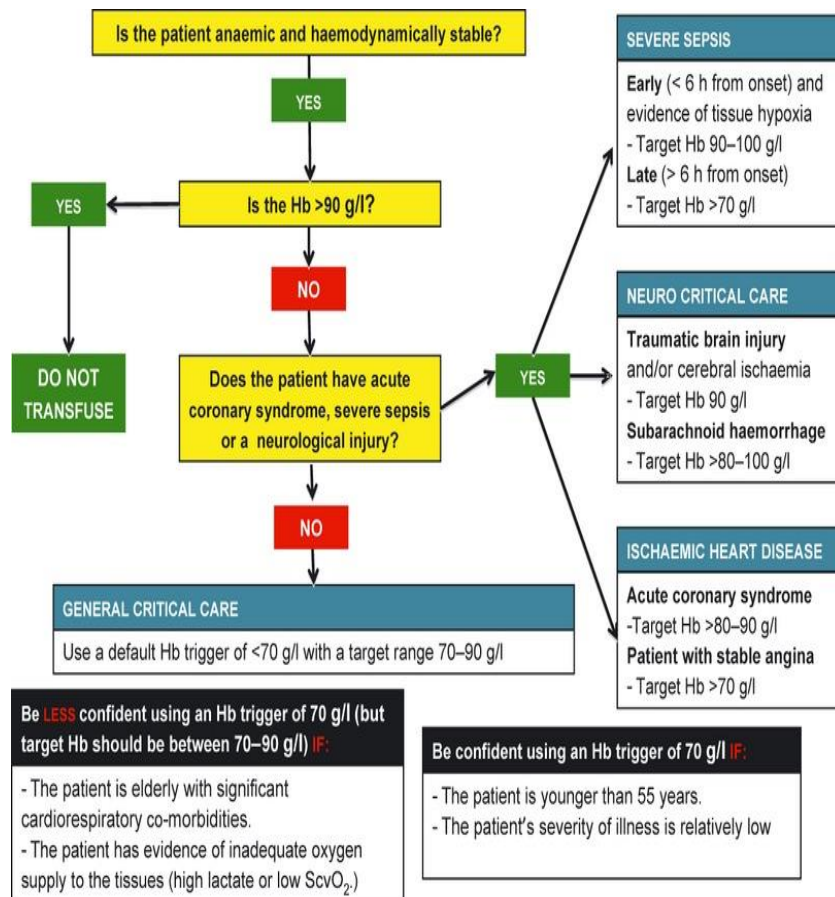 Is the patient anaemic and haemodynamically stable?
YES
Is the Hb >90 g/l?
YES
DO NOT
TRANSFUSE
NO
Does the patient have acute
coronary syndrome, severe sepsis
or a neurological injury?
YES
NO
GENERAL CRITICAL CARE
Use a default Hb trigger of <70 g/l with a target range 70–90 g/l
SEVERE SEPSIS
Early (< 6 h from onset) and
evidence of tissue hypoxia
- Target Hb 90–100 g/l
Late (> 6 h from onset)
- Target Hb >70 g/l
NEURO CRITICAL CARE
Traumatic brain injury
and/or cerebral ischaemia
- Target Hb 90 g/l
Subarachnoid haemorrhage
- Target Hb >80–100 g/l
ISCHAEMIC HEART DISEASE
Acute coronary syndrome
-Target Hb >80–90 g/l
Patient with stable angina
- Target Hb >70 g/l
Be LESS confident using an Hb trigger of 70 g/l (but
target Hb should be between 70–90 g/l) IF:
- The patient is elderly with significant
cardiorespiratory co-morbidities.
- The patient has evidence of inadequate oxygen
supply to the tissues (high lactate or low ScvO₂.)
Be confident using an Hb trigger of 70 g/l IF:
- The patient is younger than 55 years.
- The patient's severity of illness is relatively low